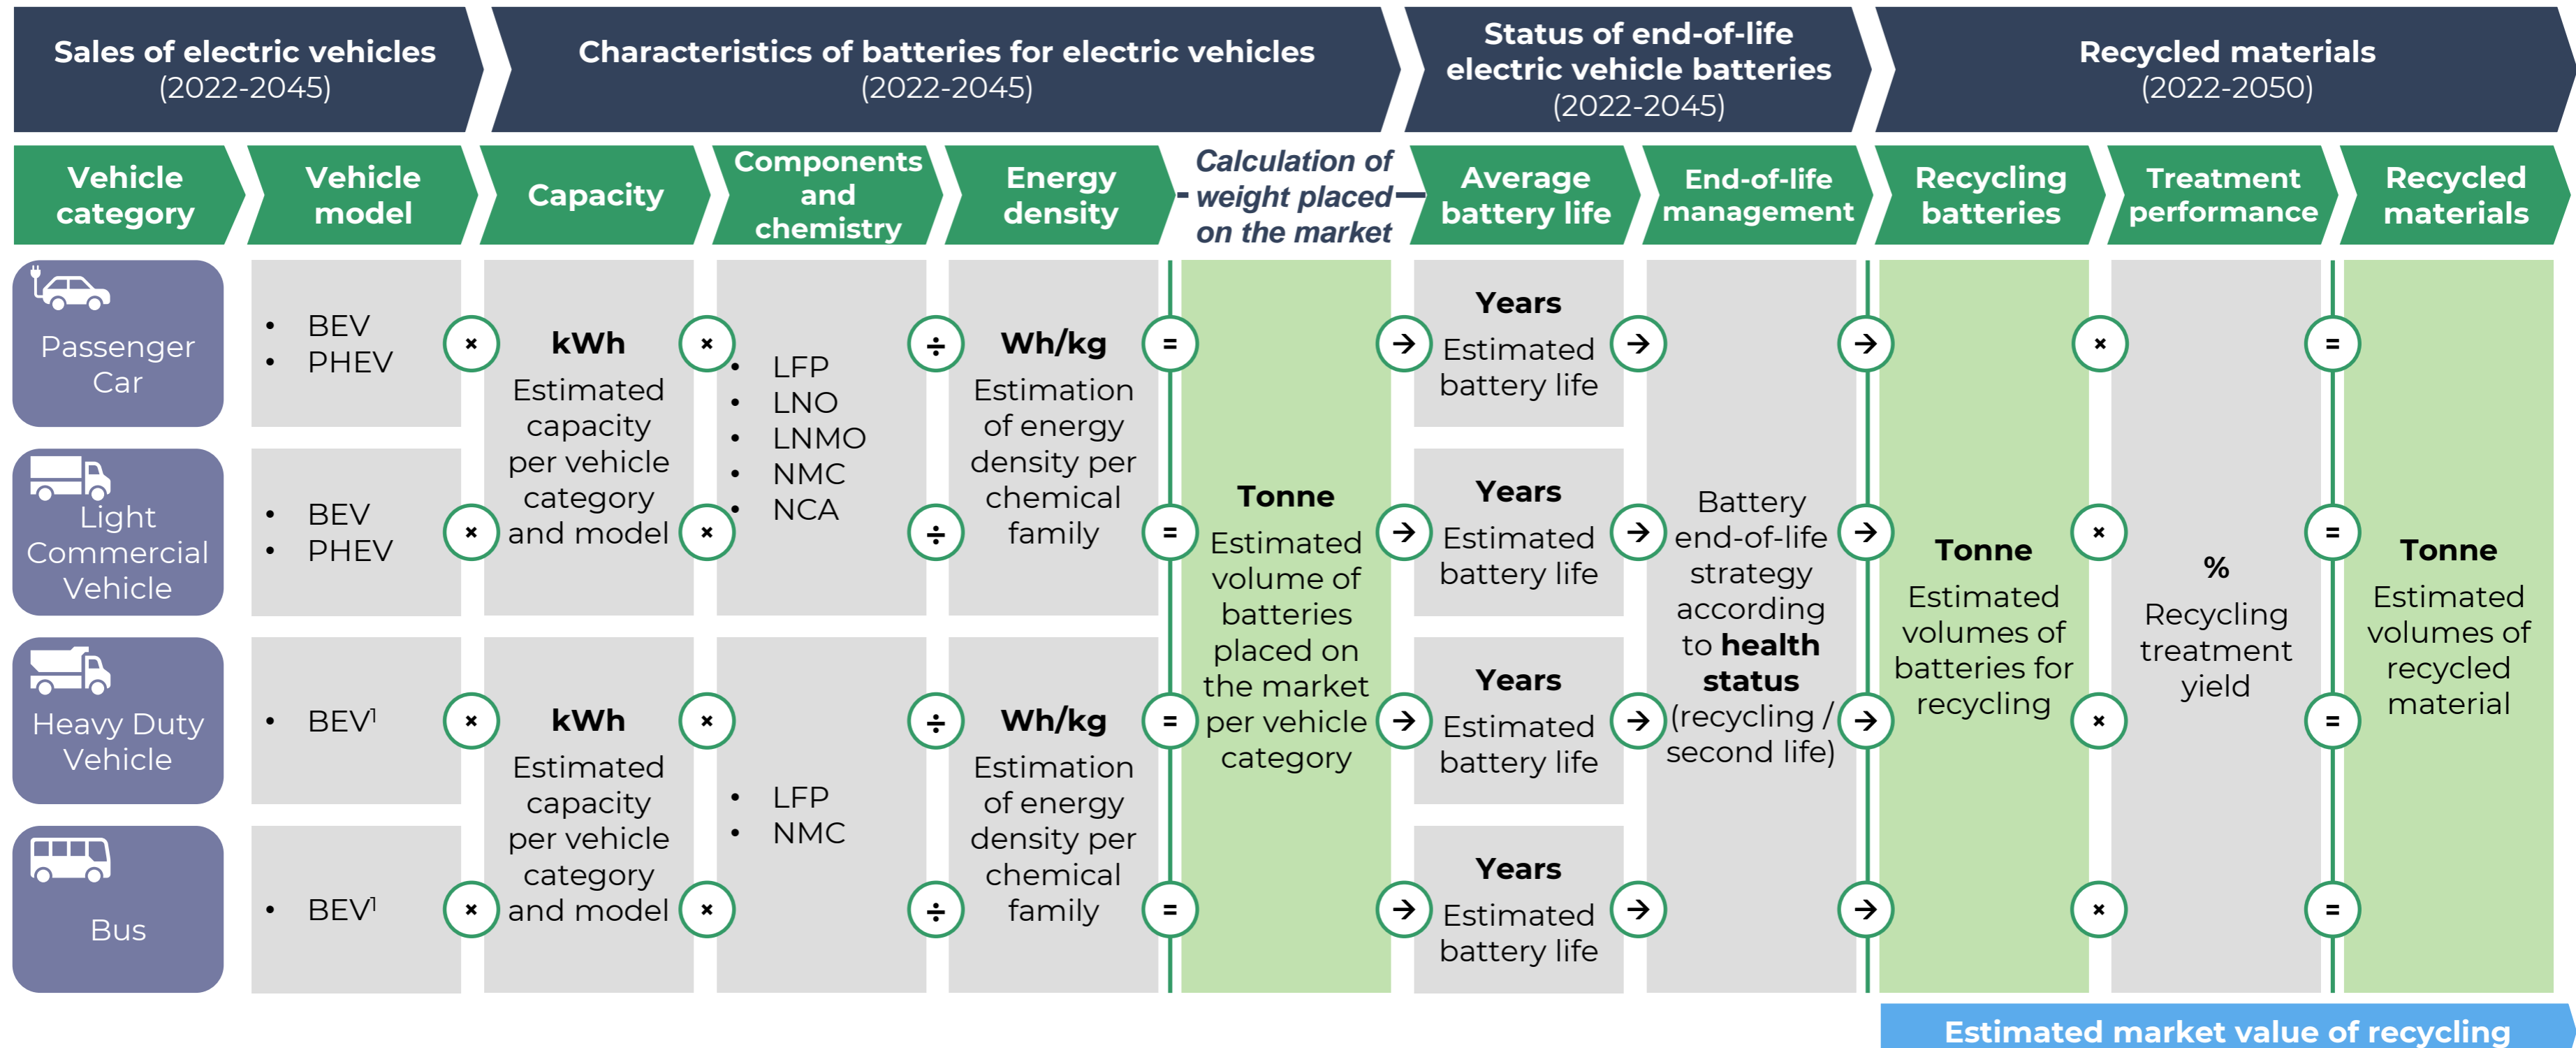 Sales of electric vehicles
(2022-2045)
Characteristics of batteries for electric vehicles
(2022-2045)
Status of end-of-life
electric vehicle batteries
(2022-2045)
Recycled materials
(2022-2050)
Vehicle
category
Vehicle
model
Capacity
Components
and
chemistry
Energy
density
Calculation of
weight placed
on the market
Average
battery life
End-of-life
management
Recycling
batteries
Treatment
performance
Recycled
materials
Passenger
Car
• BEV
• PHEV
Light
Commercial
Vehicle
• BEV
• PHEV
Heavy Duty
Vehicle
• BEV¹
Bus
• BEV¹
×
×
×
×
kWh
Estimated
capacity
per vehicle
category
and model
kWh
Estimated
capacity
per vehicle
category
and model
×
×
×
×
• LFP
• LNO
• LNMO
• NMC
• NCA
• LFP
• NMC
÷
÷
÷
÷
Wh/kg
Estimation
of energy
density per
chemical
family
Wh/kg
Estimation
of energy
density per
chemical
family
=
=
=
=
Tonne
Estimated
volume of
batteries
placed on
the market
per vehicle
category
→
→
→
→
Years
Estimated
battery life
Years
Estimated
battery life
Years
Estimated
battery life
Years
Estimated
battery life
→
→
→
→
Battery
end-of-life
strategy
according
to health
status
(recycling /
second life)
→
→
→
→
Tonne
Estimated
volumes of
batteries for
recycling
×
×
×
×
%
Recycling
treatment
yield
=
=
=
=
Tonne
Estimated
volumes of
recycled
material
Estimated market value of recycling